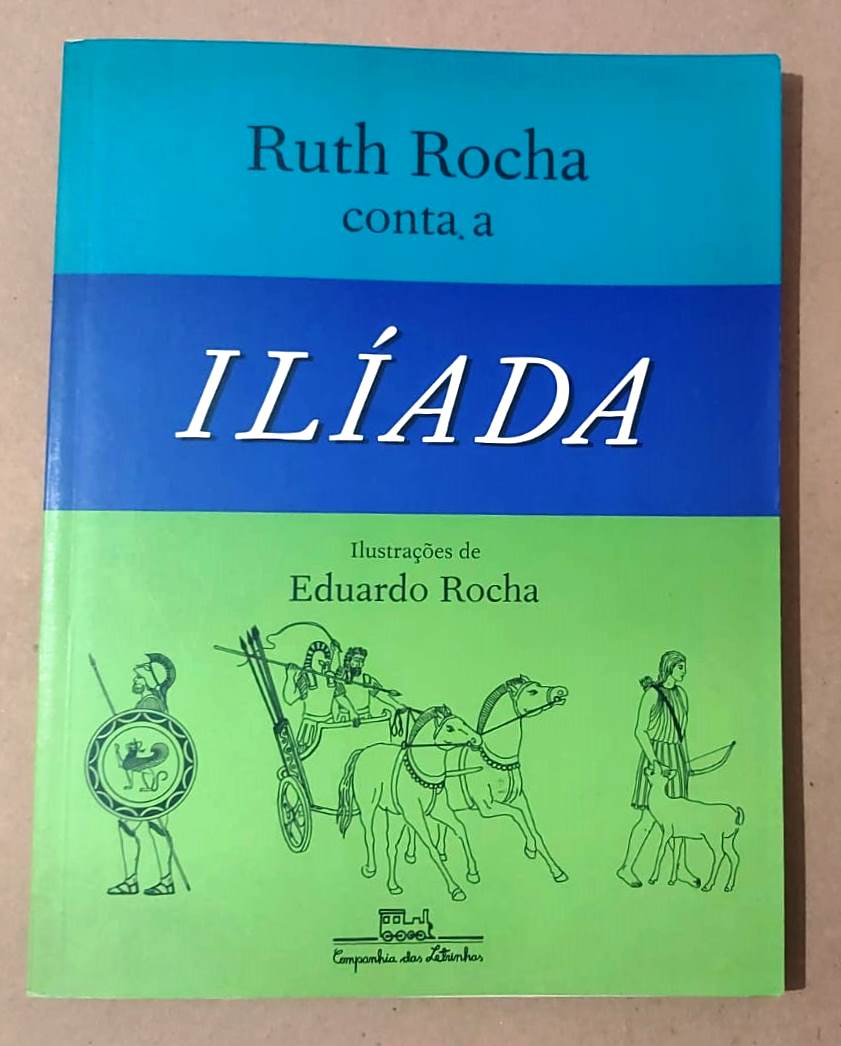 Ruth Rocha
conta a
ILÍADA
Ilustrações de
Eduardo Rocha
Companhia das Letrinhas